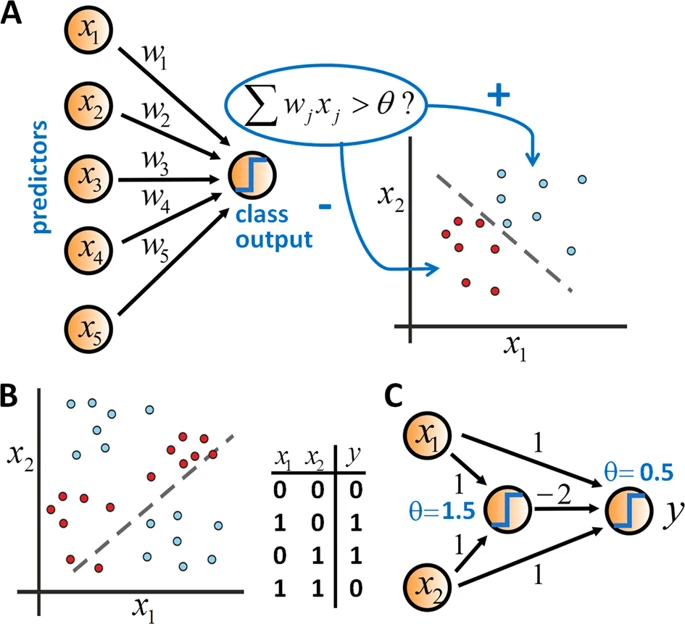 A
x1
x2
x3
x4
x5
predictors
w1
w2
w3
w4
w5
∑ wjxj > θ ?
class
output
+
-
x2
x1
B
x2
x1
x1 x2 y
0 0 0
1 0 1
0 1 1
1 1 0
C
x1
x2
1
1
1
1
θ= 1.5
−2
θ= 0.5
y